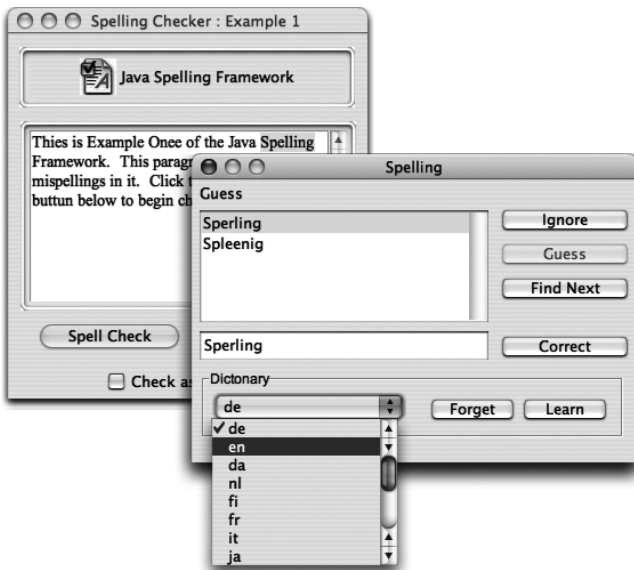 Spelling Checker : Example 1
Java Spelling Framework
Thies is Example Onee of the Java Spelling
Framework. This paragr
mispellings in it. Click t
buttun below to begin ch
Spell Check
Check as
Spelling
Guess
Sperling
Spleenig
Ignore
Guess
Find Next
Sperling
Correct
Dictonary
de
Forget
Learn
de
en
da
nl
fi
fr
it
ja